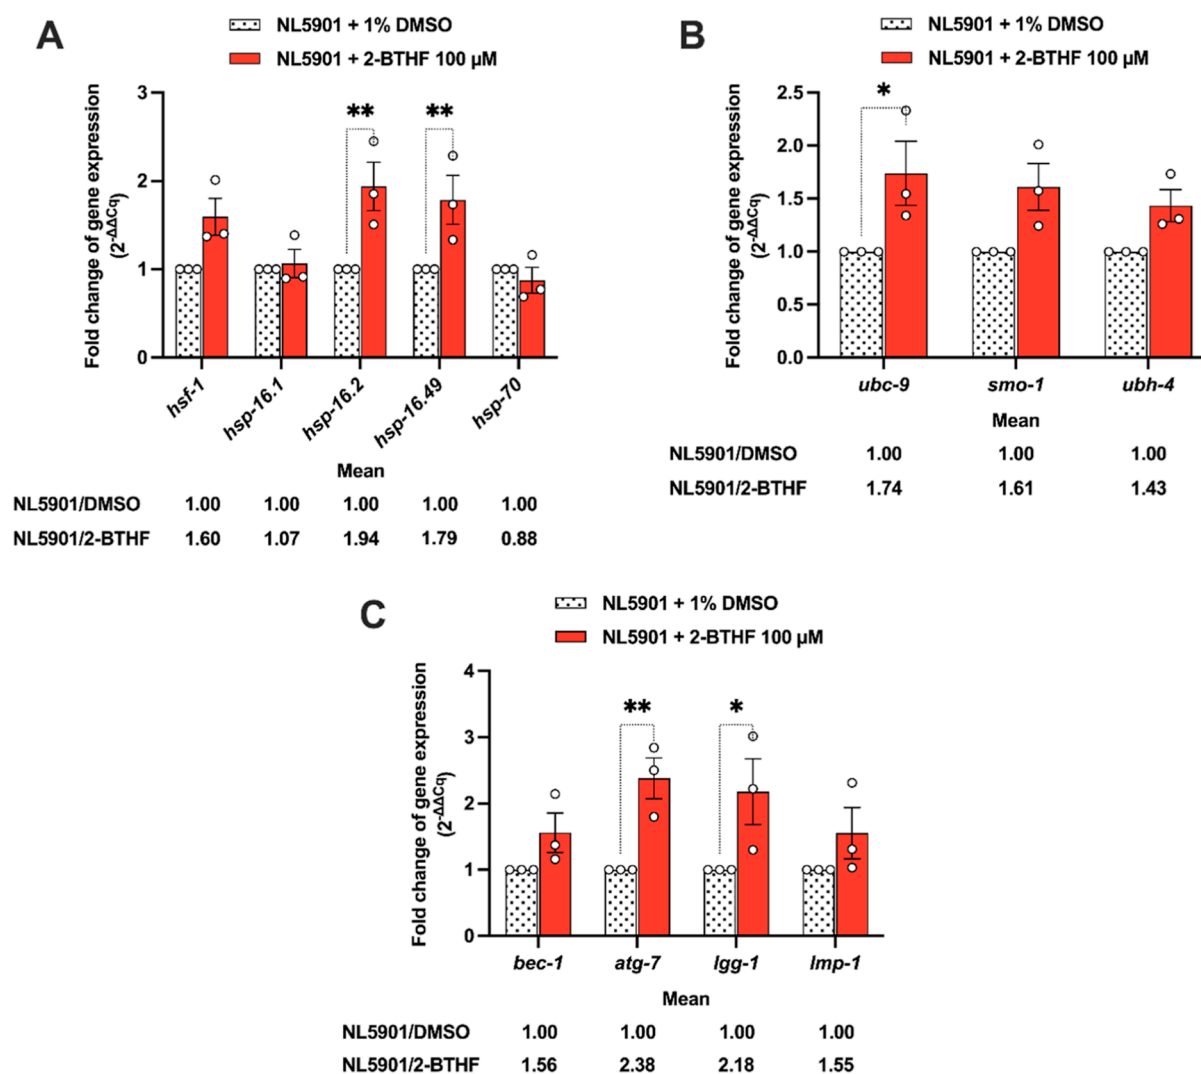 A
NL5901 + 1% DMSO
NL5901 + 2-BTHF 100 µM
Fold change of gene expression
(2-ΔΔCq)
3
2
1
0
** **
hsf-1 hsp-16.1 hsp-16.2 hsp-16.49 hsp-70
Mean
NL5901/DMSO 1.00 1.00 1.00 1.00 1.00
NL5901/2-BTHF 1.60 1.07 1.94 1.79 0.88
B
NL5901 + 1% DMSO
NL5901 + 2-BTHF 100 µM
Fold change of gene expression
(2-ΔΔCq)
2.5
2.0
1.5
1.0
0.5
0.0
*
ubc-9 smo-1 ubh-4
Mean
NL5901/DMSO 1.00 1.00 1.00
NL5901/2-BTHF 1.74 1.61 1.43
C
NL5901 + 1% DMSO
NL5901 + 2-BTHF 100 µM
Fold change of gene expression
(2-ΔΔCq)
4
3
2
1
0
** *
bec-1 atg-7 lgg-1 lmp-1
Mean
NL5901/DMSO 1.00 1.00 1.00 1.00
NL5901/2-BTHF 1.56 2.38 2.18 1.55